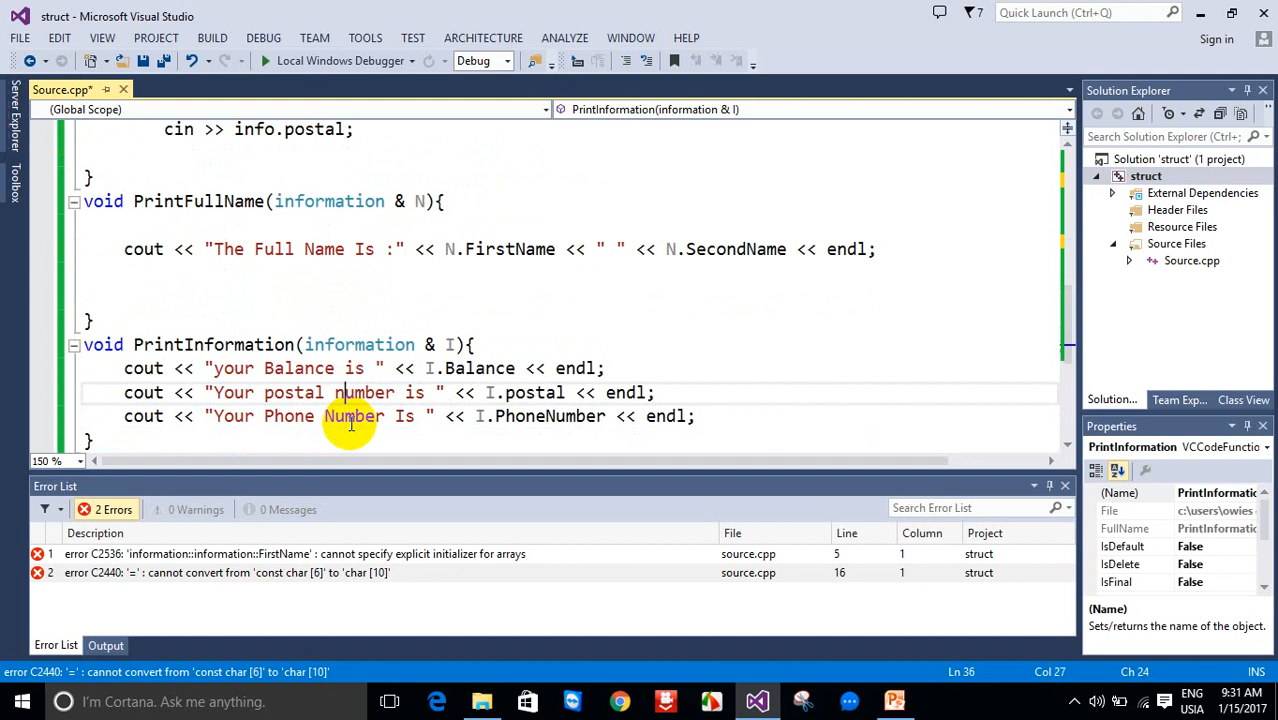 struct - Microsoft Visual Studio
7
Quick Launch (Ctrl+Q)
FILE EDIT VIEW PROJECT BUILD DEBUG TEAM TOOLS TEST ARCHITECTURE ANALYZE WINDOW HELP
Sign in
Local Windows Debugger
Debug
Server Explorer
Toolbox
Source.cpp*
(Global Scope)
PrintInformation(information & I)
cin >> info.postal;
}
void PrintFullName(information & N){
cout << "The Full Name Is :" << N.FirstName << " " << N.SecondName << endl;
}
void PrintInformation(information & I){
cout << "your Balance is " << I.Balance << endl;
cout << "Your postal number is " << I.postal << endl;
cout << "Your Phone Number Is " << I.PhoneNumber << endl;
}
150 %
Solution Explorer
Search Solution Explorer (Ctrl+;
Solution 'struct' (1 project)
struct
External Dependencies
Header Files
Resource Files
Source Files
Source.cpp
Solution... Team Exp... Class View
Properties
PrintInformation VCCodeFunctio
(Name) PrintInformatic
File c:\users\owies
FullName PrintInformatic
IsDefault False
IsDelete False
IsFinal False
(Name)
Sets/returns the name of the object.
Error List
2 Errors
0 Warnings
0 Messages
Search Error List
Description File Line Column Project
1 error C2536: 'information::information::FirstName' : cannot specify explicit initializer for arrays source.cpp 5 1 struct
2 error C2440: '=' : cannot convert from 'const char [6]' to 'char [10]' source.cpp 16 1 struct
Error List Output
error C2440: '=' : cannot convert from 'const char [6]' to 'char [10]'
Ln 36 Col 27 Ch 24 INS
I'm Cortana. Ask me anything.
ENG
USIA
9:31 AM
1/15/2017